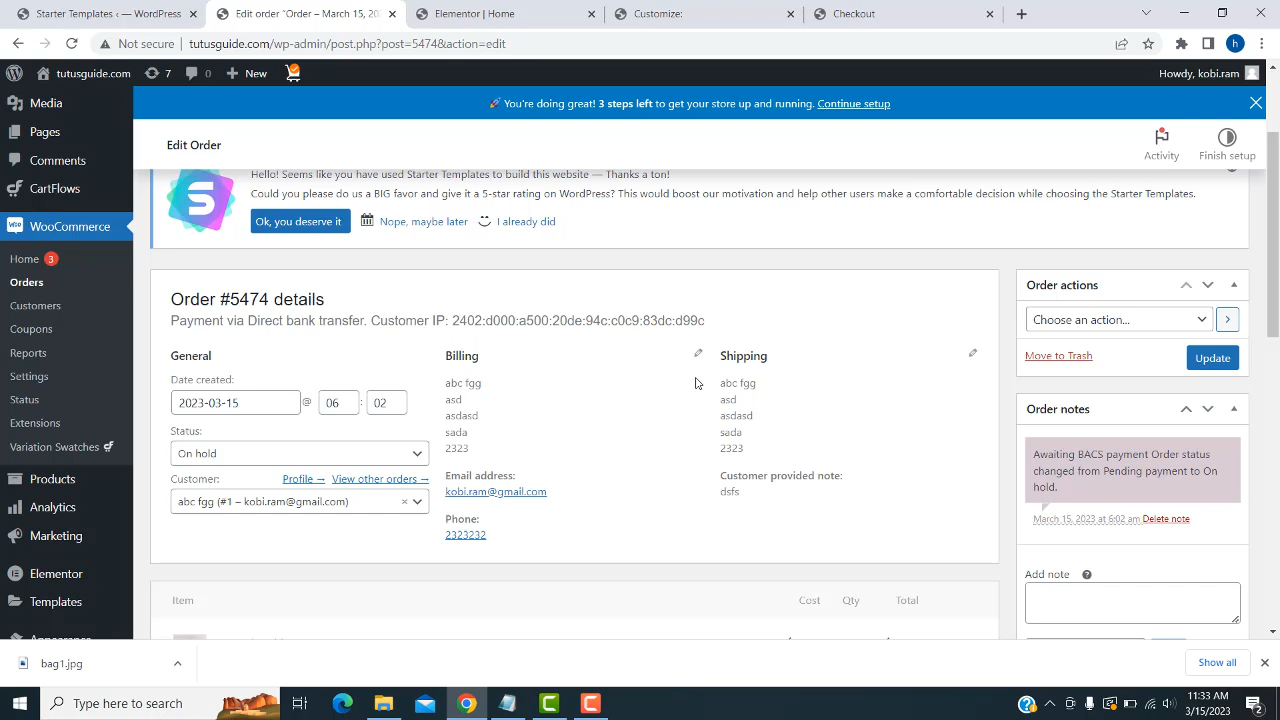 Starter Templates ‹ — WordPress
Edit order "Order – March 15, 202
Elementor | Home
Customize:
Checkout
Not secure
tutusguide.com/wp-admin/post.php?post=5474&action=edit
h
tutusguide.com
7
0
New
Howdy, kobi.ram
Media
Pages
Comments
CartFlows
WooCommerce
Home 3
Orders
Customers
Coupons
Reports
Settings
Status
Extensions
Variation Swatches
Products
Analytics
Marketing
Elementor
Templates
🚀 You're doing great! 3 steps left to get your store up and running. Continue setup
Edit Order
Activity
Finish setup
Hello! Seems like you have used Starter Templates to build this website — Thanks a ton!
Could you please do us a BIG favor and give it a 5-star rating on WordPress? This would boost our motivation and help other users make a comfortable decision while choosing the Starter Templates.
Ok, you deserve it
Nope, maybe later
I already did
Order #5474 details
Payment via Direct bank transfer. Customer IP: 2402:d000:a500:20de:94c:c0c9:83dc:d99c
General
Date created:
2023-03-15 @ 06 : 02
Status:
On hold
Customer:
Profile →
View other orders →
abc fgg (#1 – kobi.ram@gmail.com)
×
Billing
abc fgg
asd
asdasd
sada
2323
Email address:
kobi.ram@gmail.com
Phone:
2323232
Shipping
abc fgg
asd
asdasd
sada
2323
Customer provided note:
dsfs
Item
Cost
Qty
Total
Order actions
Choose an action...
Move to Trash
Update
Order notes
Awaiting BACS payment Order status
changed from Pending payment to On
hold.
March 15, 2023 at 6:02 am Delete note
Add note
bag1.jpg
Show all
Type here to search
11:33 AM
3/15/2023
2